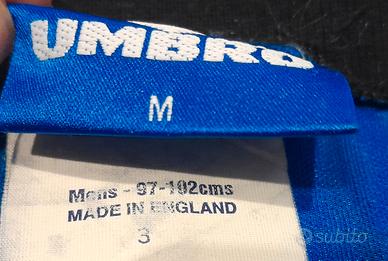 UMBRO
M
Mens - 97-102cms
MADE IN ENGLAND
3
subito